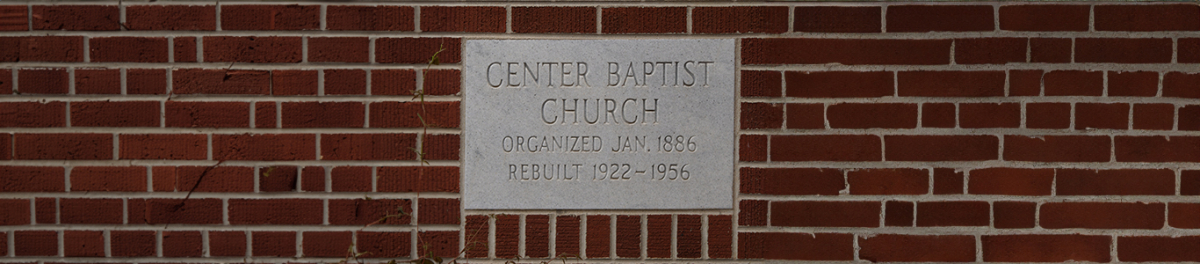 CENTER BAPTIST
CHURCH
ORGANIZED JAN. 1886
REBUILT 1922-1956